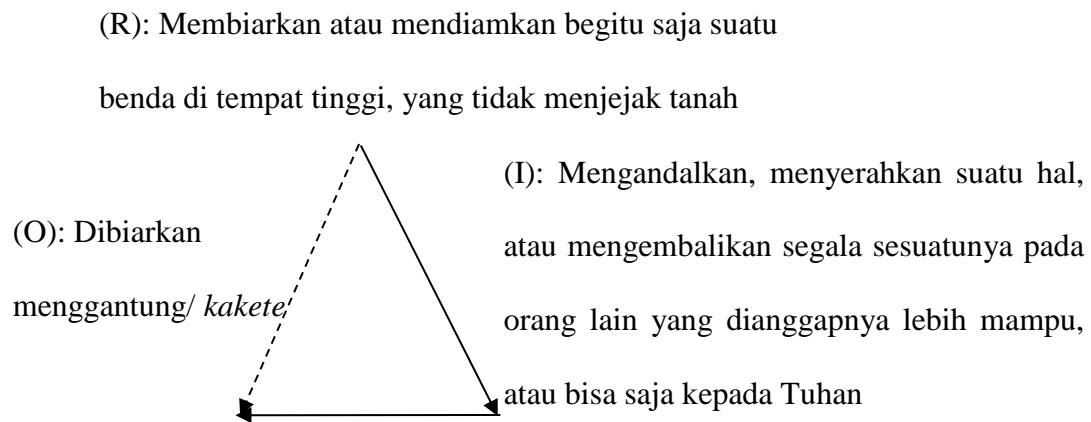 (R): Membiarkan atau mendiamkan begitu saja suatu
benda di tempat tinggi, yang tidak menjejak tanah
(O): Dibiarkan
menggantung/ kakete
(I): Mengandalkan, menyerahkan suatu hal,
atau mengembalikan segala sesuatunya pada
orang lain yang dianggapnya lebih mampu,
atau bisa saja kepada Tuhan